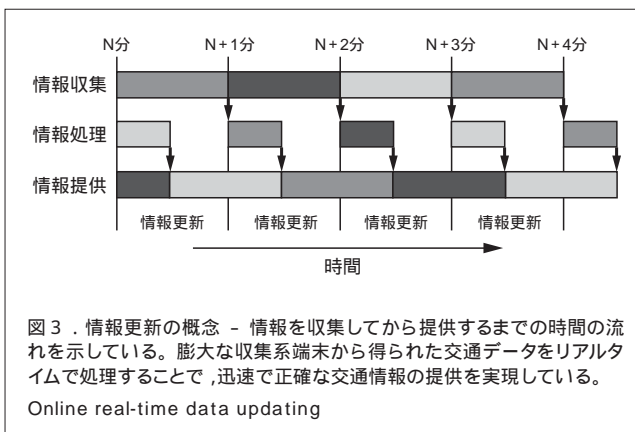 N分 N+1分 N+2分 N+3分 N+4分
情報収集
情報処理
情報提供
情報更新 情報更新 情報更新 情報更新
時間
図3．情報更新の概念 － 情報を収集してから提供するまでの時間の流
れを示している。膨大な収集系端末から得られた交通データをリアルタ
イムで処理することで，迅速で正確な交通情報の提供を実現している。
Online real-time data updating